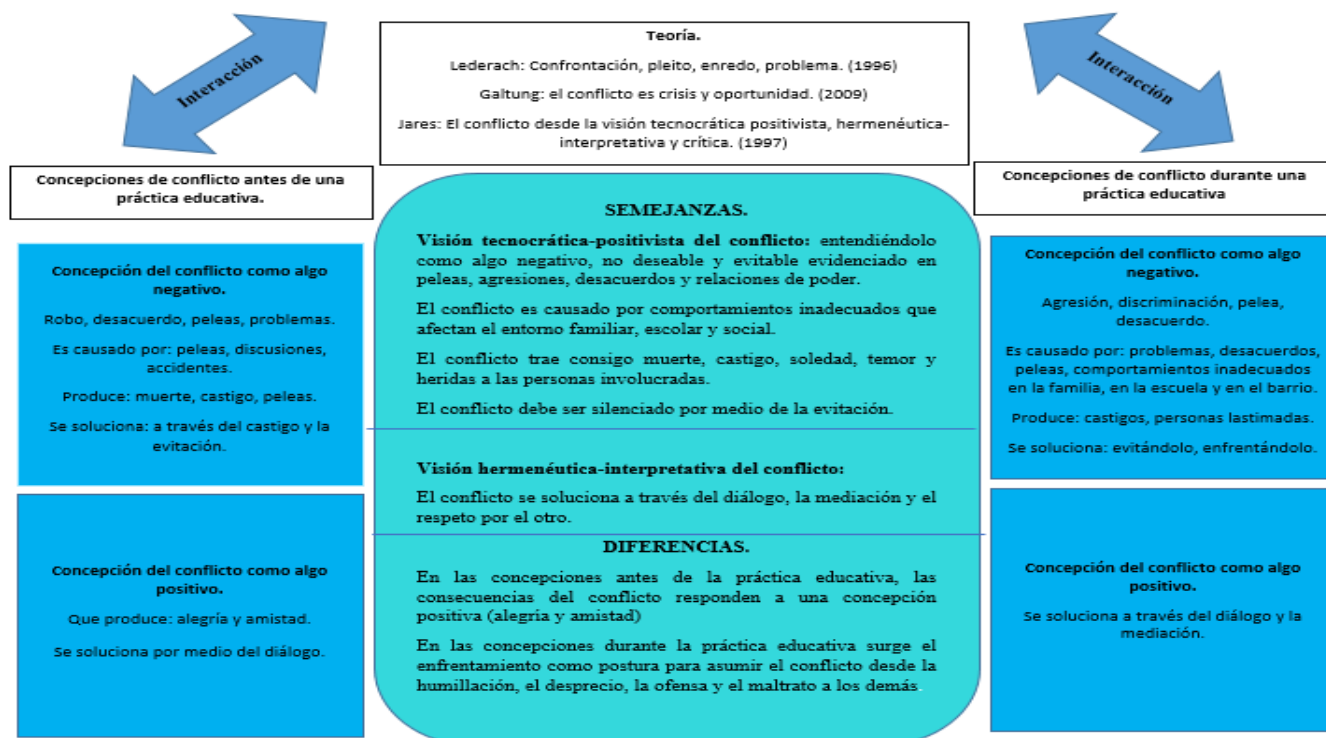 Interacción
Teoría.
Lederach: Confrontación, pleito, enredo, problema. (1996)
Galtung: el conflicto es crisis y oportunidad. (2009)
Jares: El conflicto desde la visión tecnocrática positivista, hermenéutica-
interpretativa y crítica. (1997)
Interacción
Concepciones de conflicto antes de una
práctica educativa.
Concepción del conflicto como algo
negativo.
Robo, desacuerdo, peleas, problemas.
Es causado por: peleas, discusiones,
accidentes.
Produce: muerte, castigo, peleas.
Se soluciona: a través del castigo y la
evitación.
Concepción del conflicto como algo
positivo.
Que produce: alegría y amistad.
Se soluciona por medio del diálogo.
SEMEJANZAS.
Visión tecnocrática-positivista del conflicto: entendiéndolo
como algo negativo, no deseable y evitable evidenciado en
peleas, agresiones, desacuerdos y relaciones de poder.
El conflicto es causado por comportamientos inadecuados que
afectan el entorno familiar, escolar y social.
El conflicto trae consigo muerte, castigo, soledad, temor y
heridas a las personas involucradas.
El conflicto debe ser silenciado por medio de la evitación.
Visión hermenéutica-interpretativa del conflicto:
El conflicto se soluciona a través del diálogo, la mediación y el
respeto por el otro.
DIFERENCIAS.
En las concepciones antes de la práctica educativa, las
consecuencias del conflicto responden a una concepción
positiva (alegría y amistad)
En las concepciones durante la práctica educativa surge el
enfrentamiento como postura para asumir el conflicto desde la
humillación, el desprecio, la ofensa y el maltrato a los demás.
Concepciones de conflicto durante una
práctica educativa
Concepción del conflicto como algo
negativo.
Agresión, discriminación, pelea,
desacuerdo.
Es causado por: problemas, desacuerdos,
peleas, comportamientos inadecuados
en la familia, en la escuela y en el barrio.
Produce: castigos, personas lastimadas.
Se soluciona: evitándolo, enfrentándolo.
Concepción del conflicto como algo
positivo.
Se soluciona a través del diálogo y la
mediación.